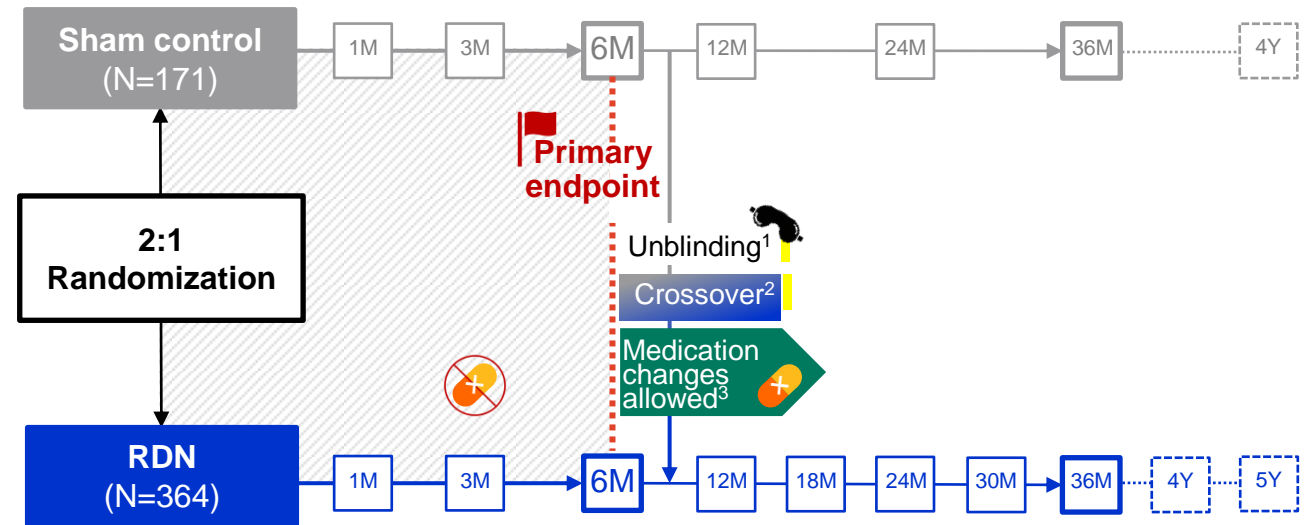 Sham control
(N=171)
1M
3M
6M
12M
24M
36M
4Y
Primary
endpoint
2:1
Randomization
Unblinding¹
Crossover²
Medication
changes
allowed³
RDN
(N=364)
1M
3M
6M
12M
18M
24M
30M
36M
4Y
5Y